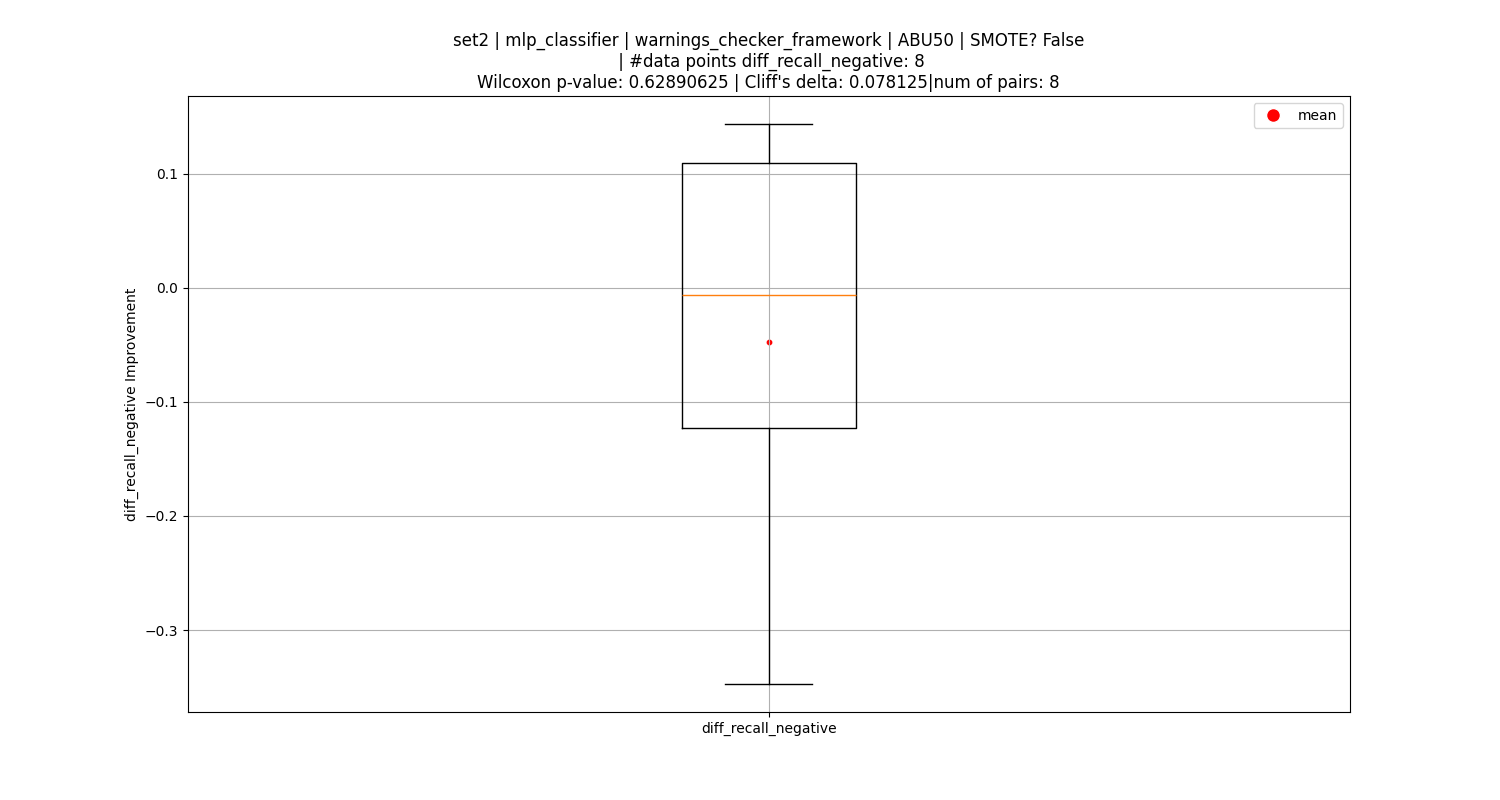 set2 | mlp_classifier | warnings_checker_framework | ABU50 | SMOTE? False
| #data points diff_recall_negative: 8
Wilcoxon p-value: 0.62890625 | Cliff's delta: 0.078125|num of pairs: 8
mean
0.1
0.0
−0.1
−0.2
−0.3
diff_recall_negative Improvement
diff_recall_negative